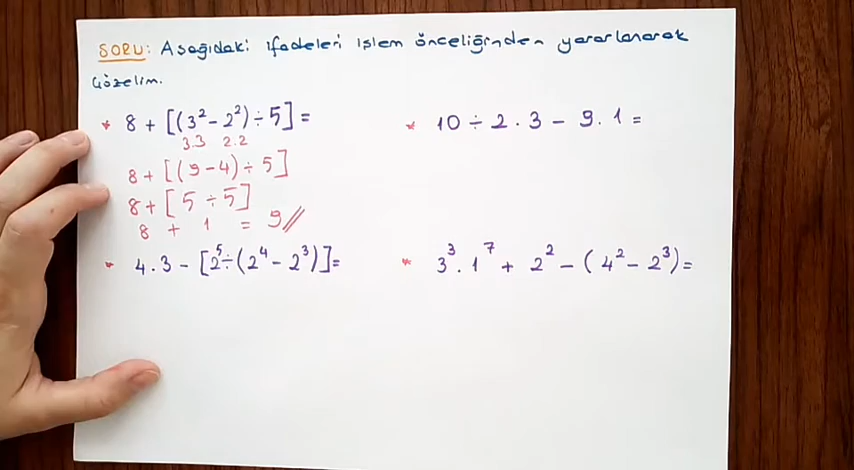 SORU: Aşağıdaki ifadeleri işlem önceliğinden yararlanarak
çözelim.
* 8 + [(3² - 2²) ÷ 5] =
3.3 2.2
8 + [(9 - 4) ÷ 5]
8 + [5 ÷ 5]
8 + 1 = 9//
* 10 ÷ 2 . 3 - 9 . 1 =
* 4 . 3 - [2⁵ ÷ (2⁴ - 2³)] =
* 3³ . 1⁷ + 2² - (4² - 2³) =